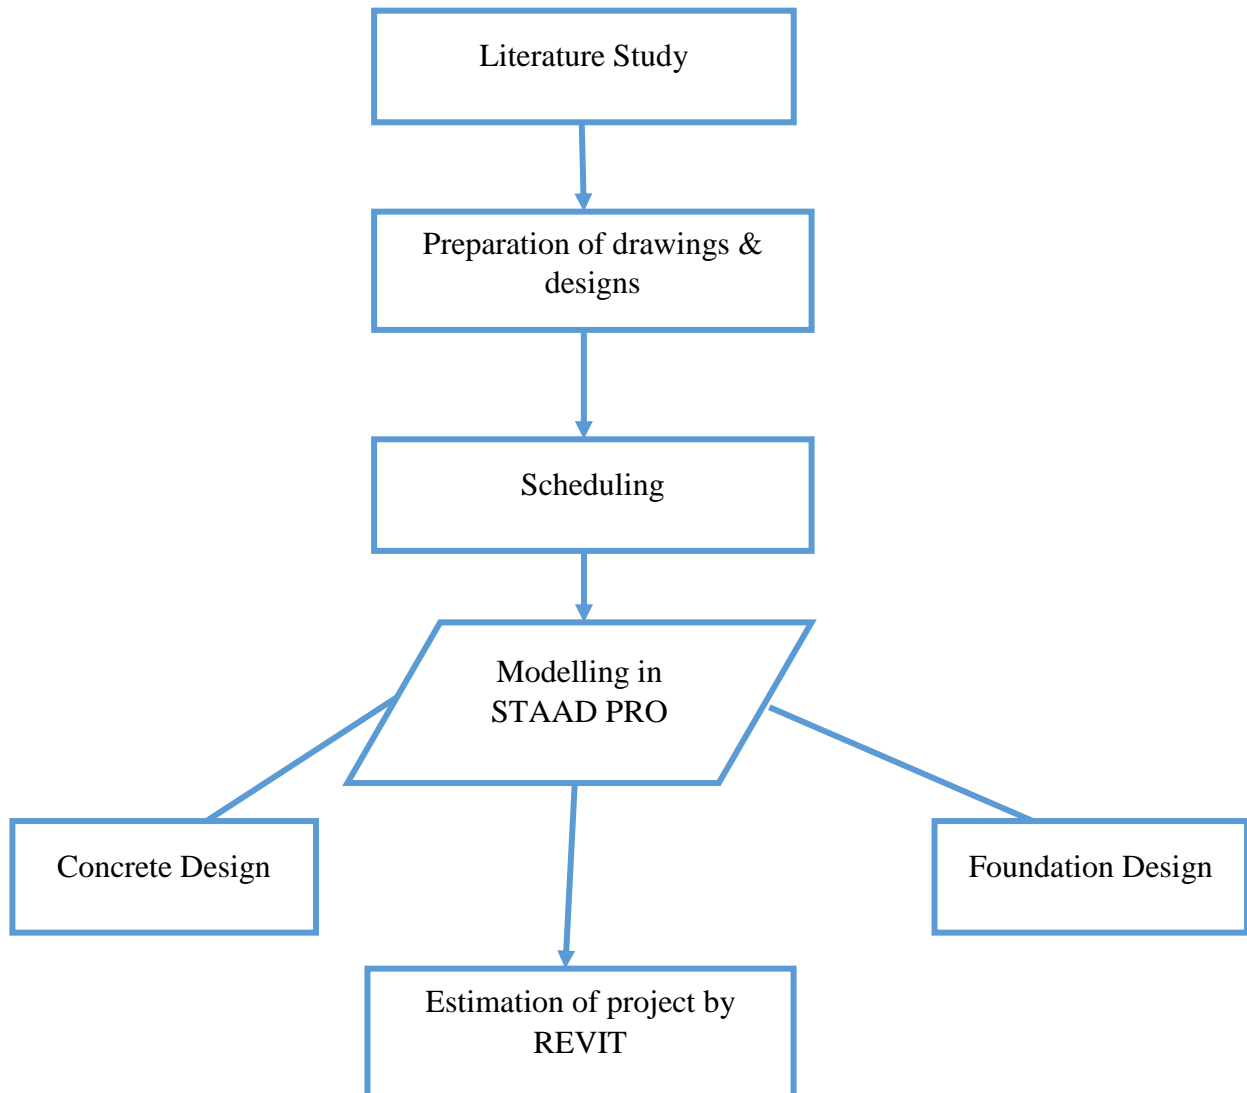 Literature Study
Preparation of drawings &
designs
Scheduling
Modelling in
STAAD PRO
Concrete Design
Foundation Design
Estimation of project by
REVIT